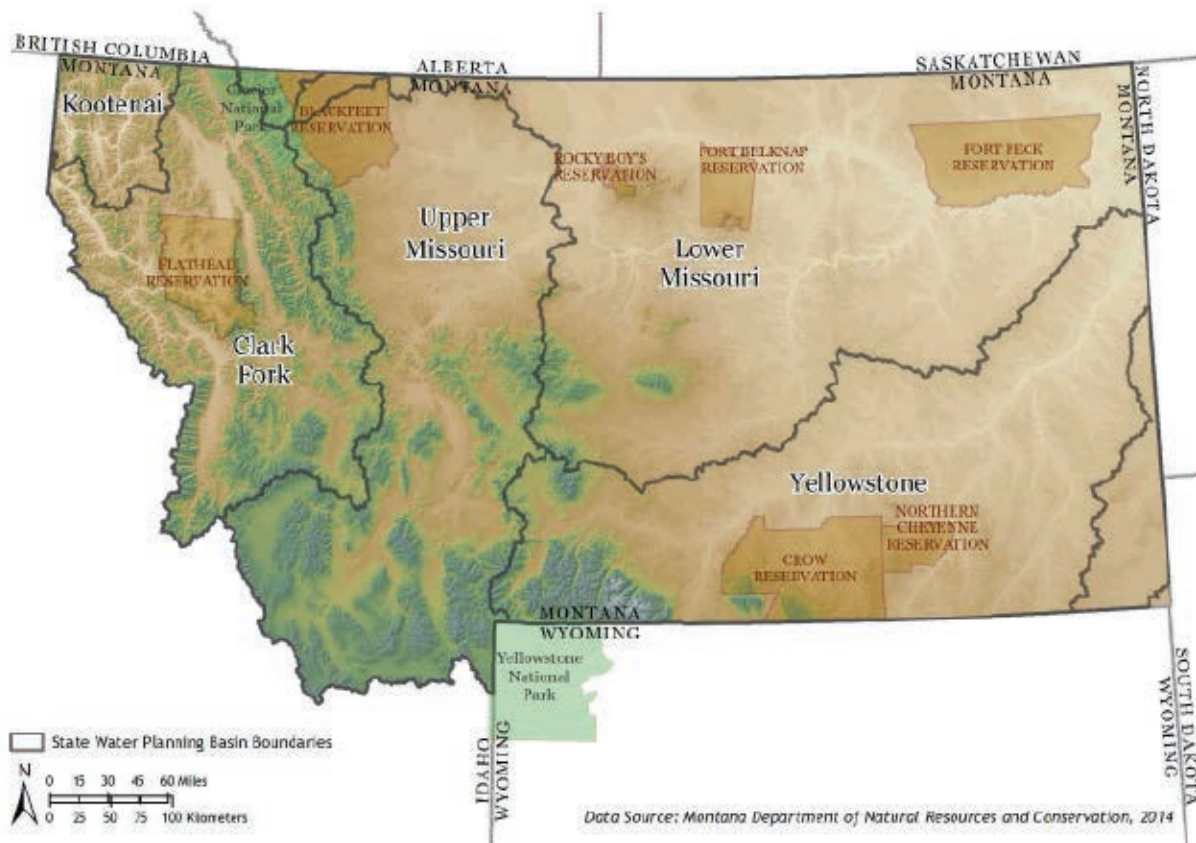 BRITISH COLUMBIA
MONTANA
ALBERTA
MONTANA
SASKATCHEWAN
MONTANA
NORTH DAKOTA
MONTANA
Kootenai
Glacier
National
Park
BLACKFEET
RESERVATION
ROCKY BOY'S
RESERVATION
FORT BELKNAP
RESERVATION
FORT PECK
RESERVATION
Upper
Missouri
Lower
Missouri
FLATHEAD
RESERVATION
Clark
Fork
Yellowstone
NORTHERN
CHEYENNE
RESERVATION
CROW
RESERVATION
MONTANA
WYOMING
Yellowstone
National
Park
IDAHO
WYOMING
SOUTH DAKOTA
WYOMING
State Water Planning Basin Boundaries
N
0 15 30 45 60 Miles
0 25 50 75 100 Kilometers
Data Source: Montana Department of Natural Resources and Conservation, 2014